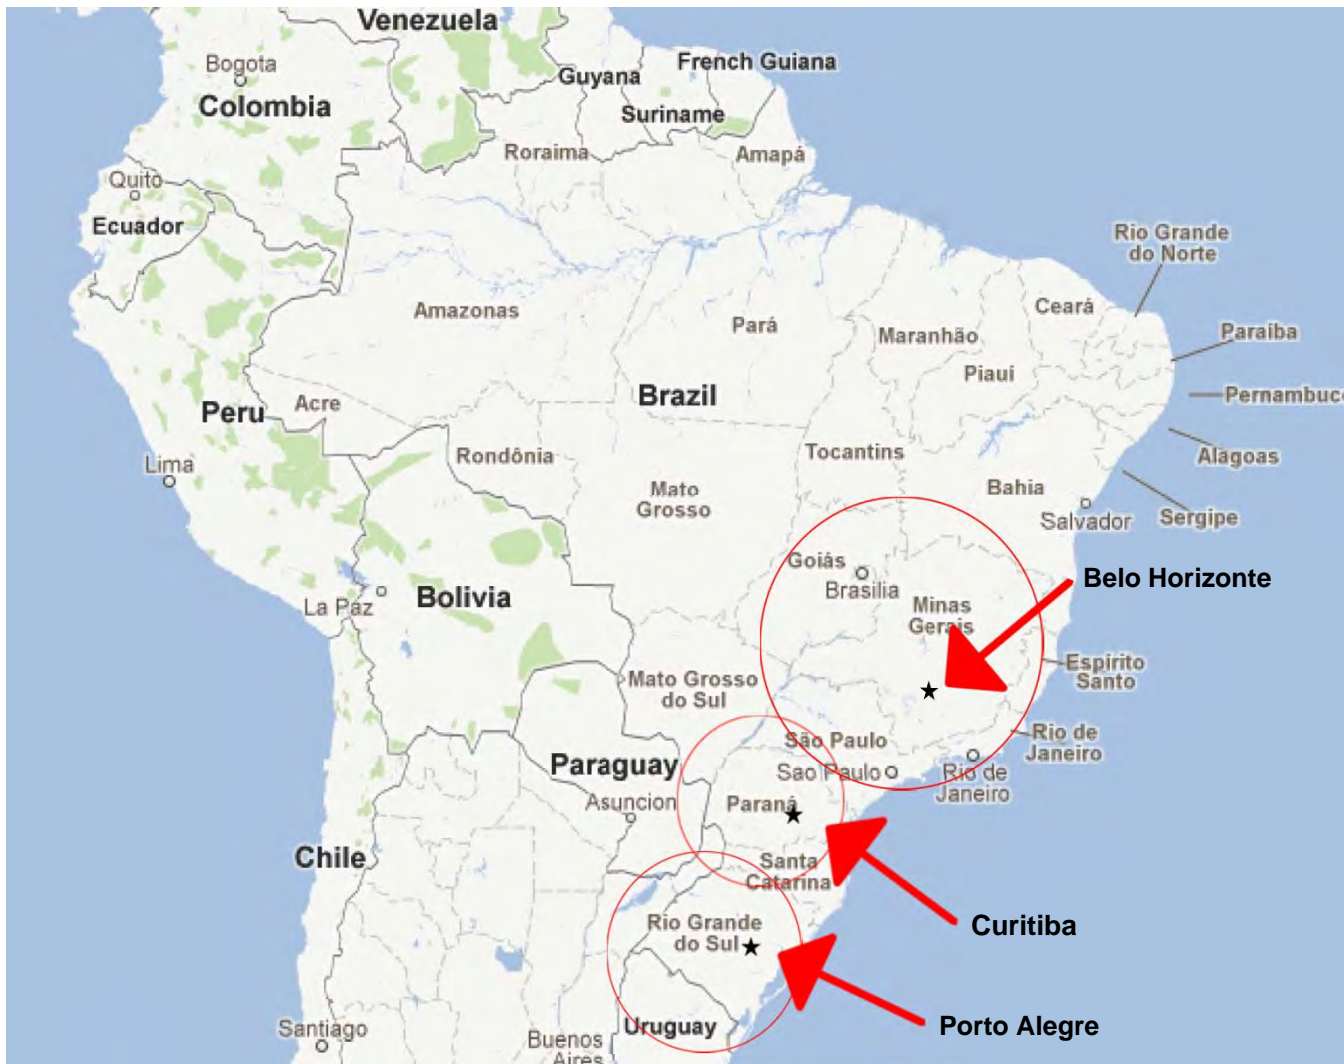 Venezuela
Bogota
Colombia
Guyana
French Guiana
Suriname
Roraima
Amapá
Quito
Ecuador
Rio Grande
do Norte
Amazonas
Pará
Ceará
Maranhão
Paraíba
Piauí
Pernambuco
Brazil
Peru
Acre
Rondônia
Tocantins
Alagoas
Lima
Mato
Grosso
Bahia
Salvador
Sergipe
Goiás
Brasilia
Belo Horizonte
La Paz
Bolivia
Minas
Gerais
Espírito
Santo
Mato Grosso
do Sul
São Paulo
Rio de
Janeiro
Paraguay
Sao Paulo
Rio de
Janeiro
Asuncion
Paraná
Chile
Santa
Catarina
Curitiba
Rio Grande
do Sul
Porto Alegre
Santiago
Uruguay
Buenos
Aires